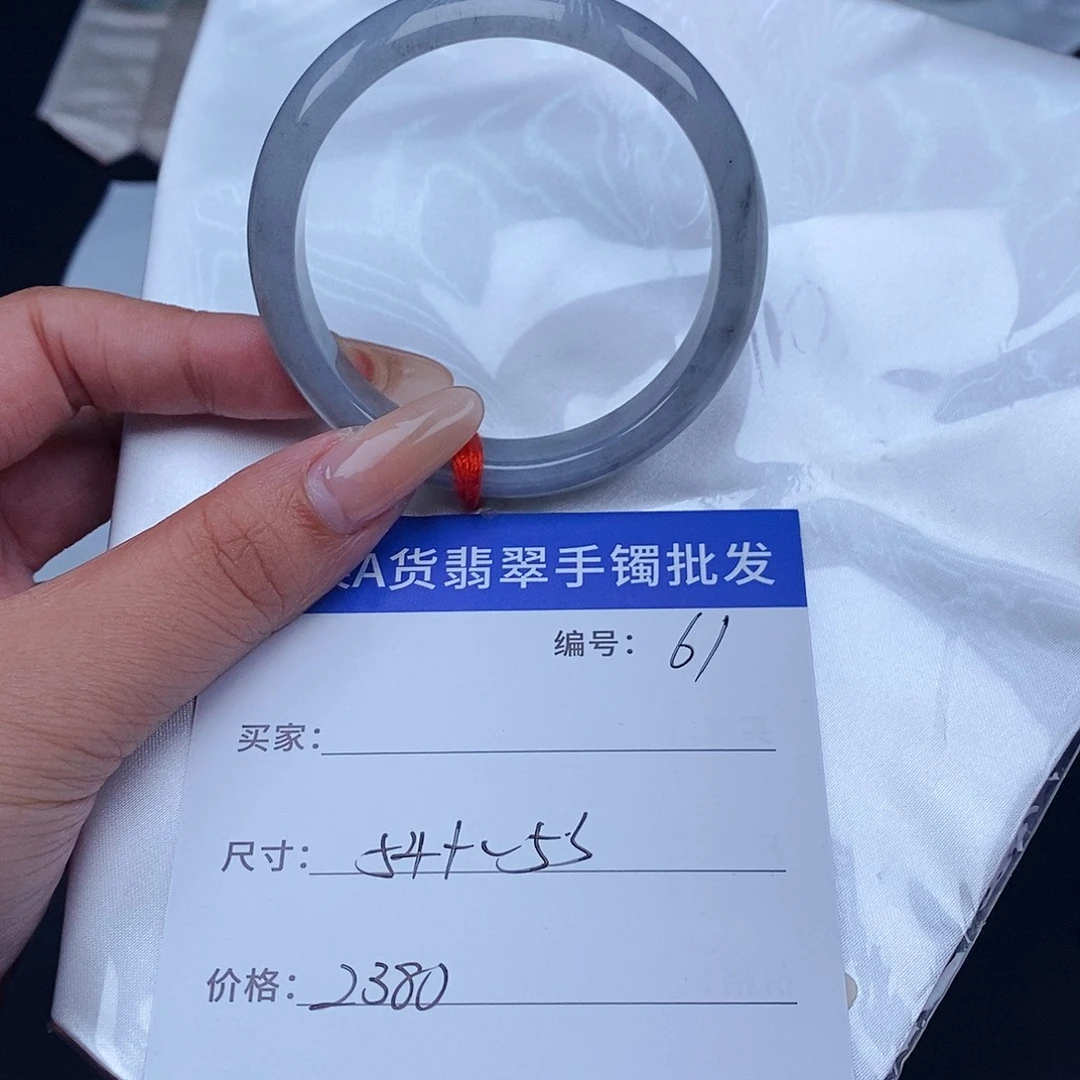 A货翡翠手镯批发
编号: 61
买家:
尺寸: 54+~55
价格: 2380